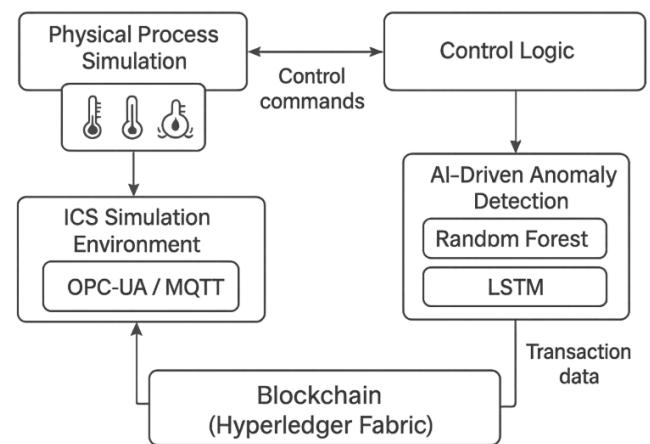 Physical Process
Simulation
Control
commands
Control Logic
ICS Simulation
Environment
OPC-UA / MQTT
AI-Driven Anomaly
Detection
Random Forest
LSTM
Transaction
data
Blockchain
(Hyperledger Fabric)